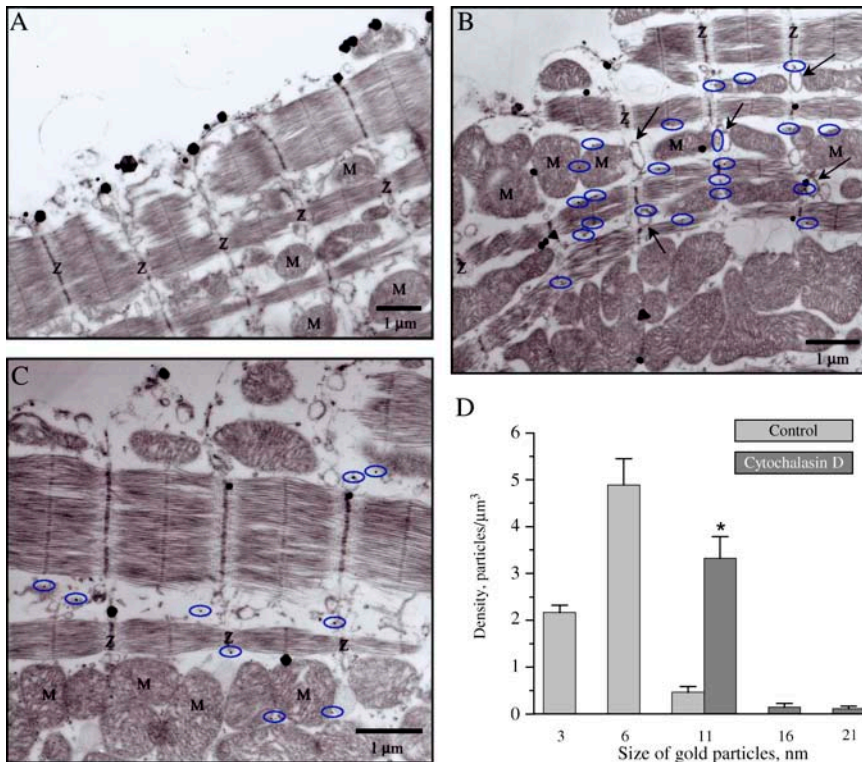 A
M
Z
Z
Z
M
Z
Z
M
M
1 µm
B
Z
Z
Z
M
M
M
M
M
Z
1 µm
C
Z
Z
Z
M
M
M
M
1 µm
D
Control
Cytochalasin D
Density, particles/µm³
6
5
4
3
2
1
0
*
3
6
11
16
21
Size of gold particles, nm